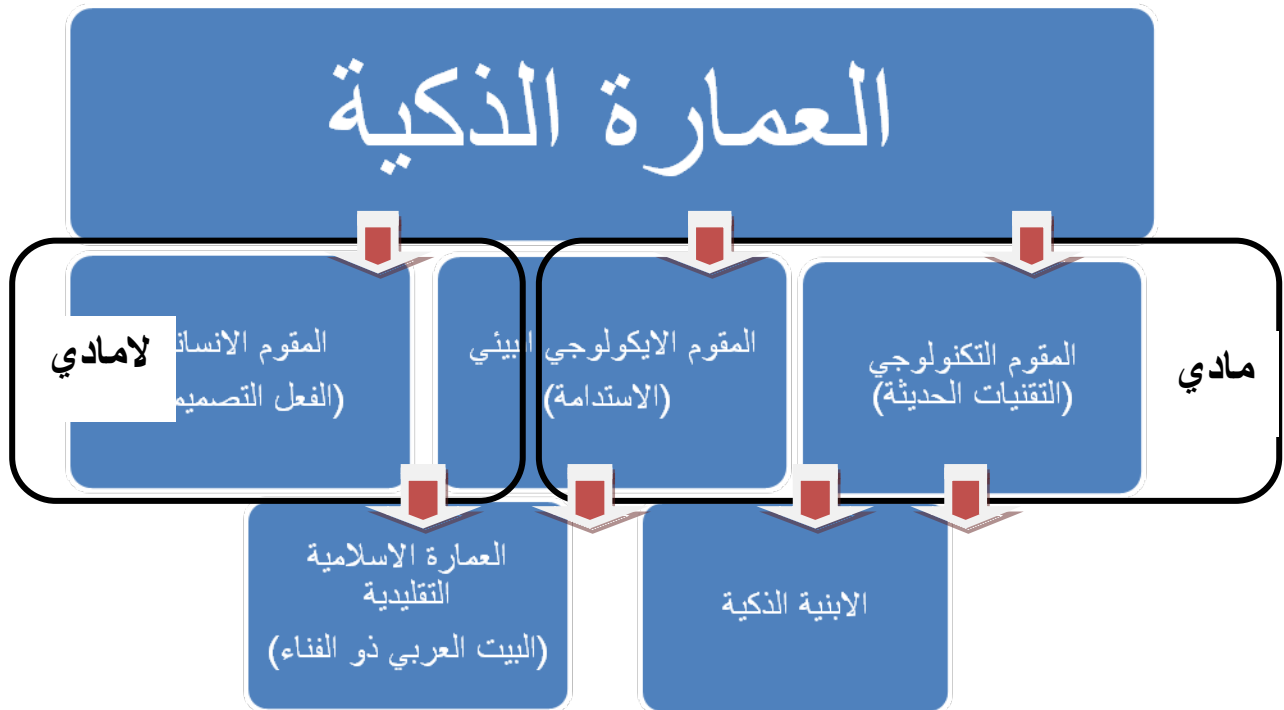 العمارة الذكية
مادي
المقوم التكنولوجي
(التقنيات الحديثة)
المقوم الايكولوجي البيئي
(الاستدامة)
المقوم الانسان
(الفعل التصميم
لامادي
الابنية الذكية
العمارة الاسلامية
التقليدية
(البيت العربي ذو الفناء)